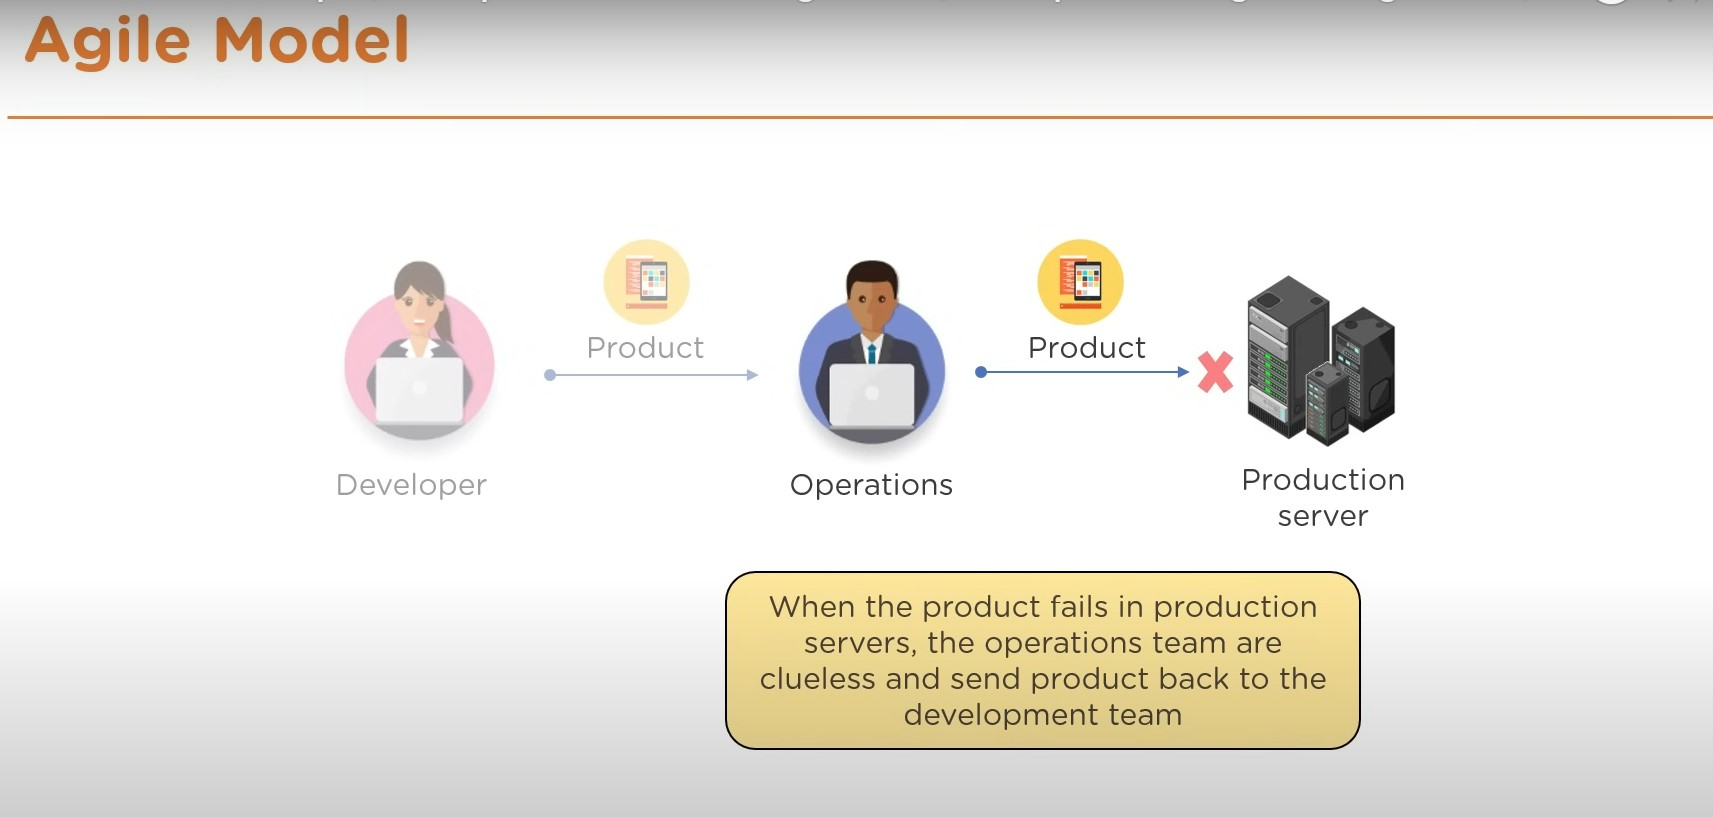 Agile Model
Product
Product
Developer
Operations
Production
server
When the product fails in production
servers, the operations team are
clueless and send product back to the
development team